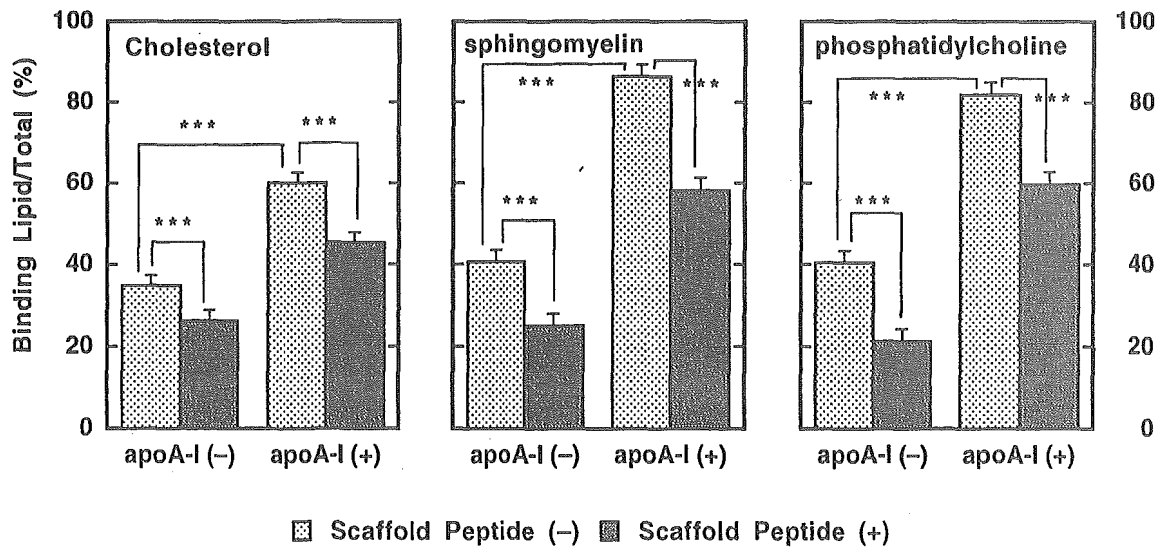 100 100
Cholesterol sphingomyelin phosphatidylcholine
*** ***
80 80
*** *** *** ***
60 60
*** *** ***
40 40
20 20
0 0
Binding Lipid/Total (%)
apoA-I (−) apoA-I (+) apoA-I (−) apoA-I (+) apoA-I (−) apoA-I (+)
Scaffold Peptide (−) Scaffold Peptide (+)